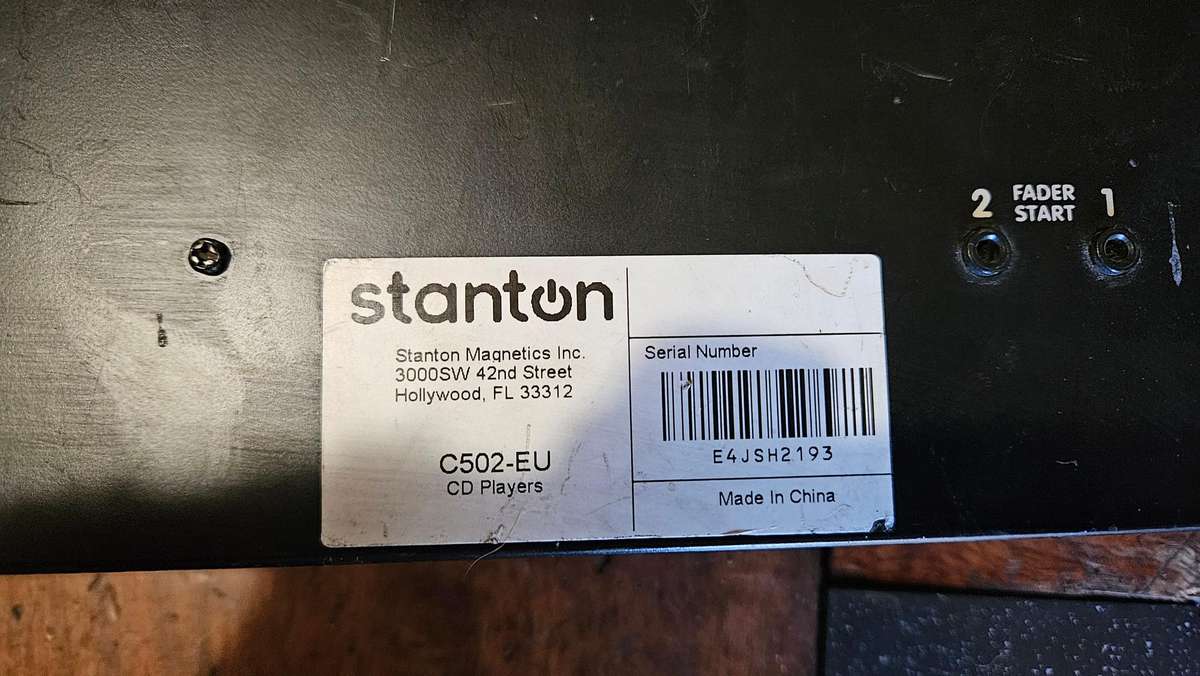 2 FADER START 1
stanton
Stanton Magnetics Inc.
3000SW 42nd Street
Hollywood, FL 33312
C502-EU
CD Players
Serial Number
E4JSH2193
Made In China